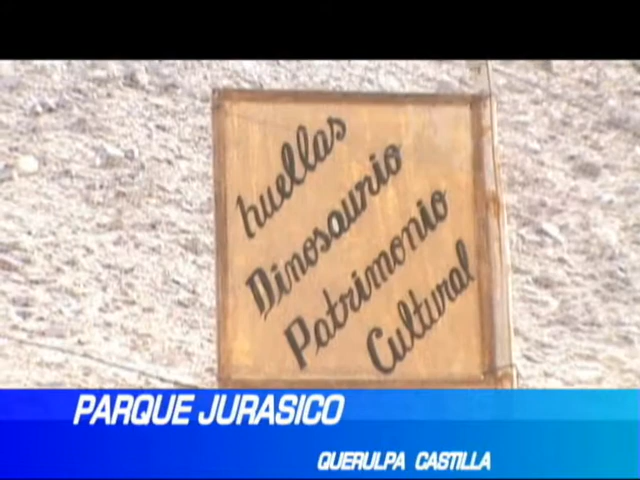 huellas
Dinosaurio
Patrimonio
Cultural
PARQUE JURASICO
QUERULPA CASTILLA